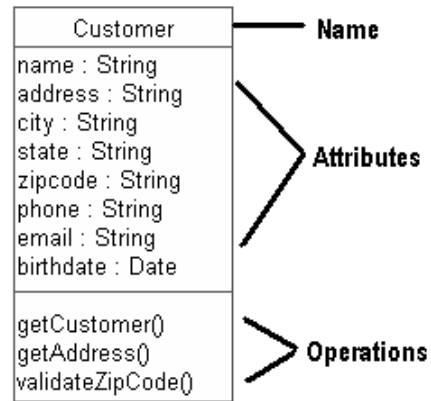 Customer
Name
name : String
address : String
city : String
state : String
zipcode : String
phone : String
email : String
birthdate : Date
Attributes
getCustomer()
getAddress()
validateZipCode()
Operations